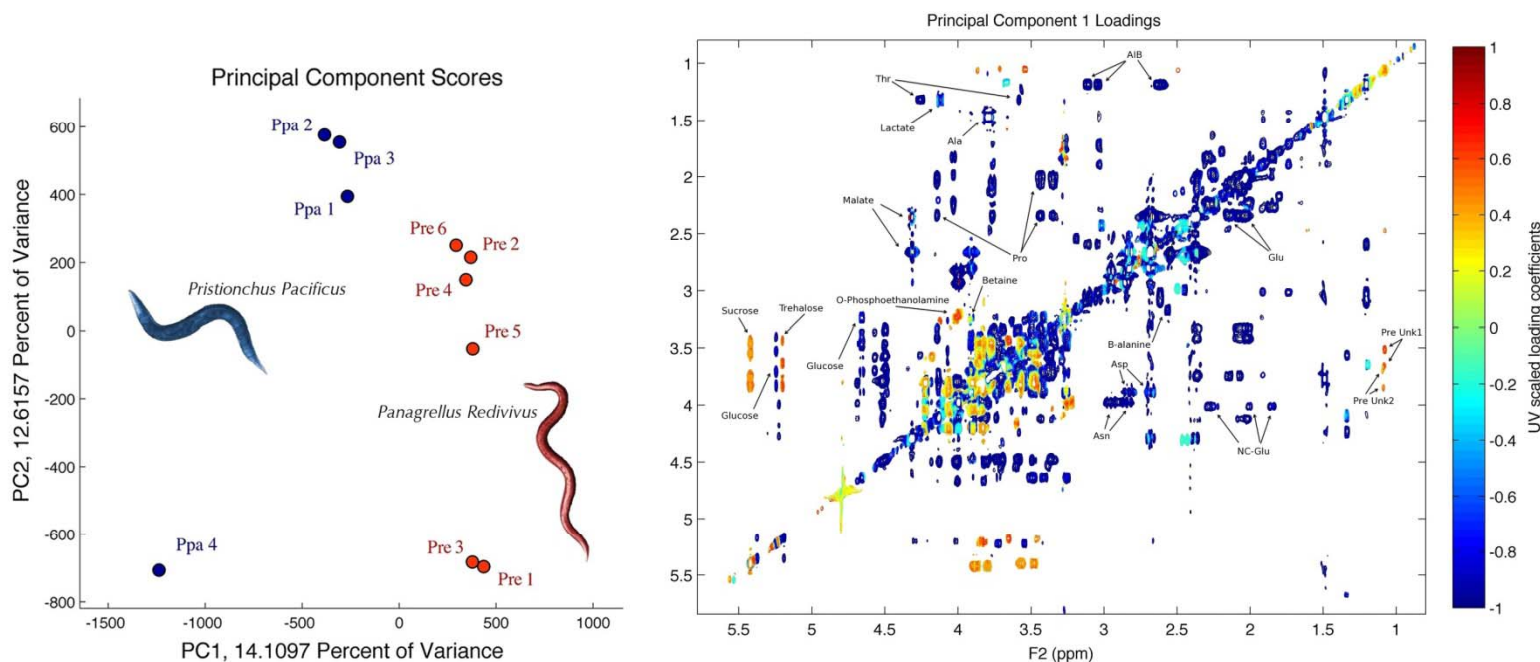 Principal Component Scores
PC2, 12.6157 Percent of Variance
600
400
200
0
-200
-400
-600
-800
Ppa 2
Ppa 3
Ppa 1
Pre 6
Pre 2
Pre 4
Pristionchus Pacificus
Pre 5
Panagrellus Redivivus
Ppa 4
Pre 3
Pre 1
-1500
-1000
-500
0
500
1000
PC1, 14.1097 Percent of Variance
Principal Component 1 Loadings
1
1.5
2
2.5
3
3.5
4
4.5
5
5.5
Thr
AIB
Lactate
Ala
Malate
Pro
Glu
Betaine
O-Phosphoethanolamine
Sucrose
Trehalose
B-alanine
Pre Unk1
Glucose
Asp
Pre Unk2
Glucose
Asn
NC-Glu
5.5
5
4.5
4
3.5
3
2.5
2
1.5
1
F2 (ppm)
1
0.8
0.6
0.4
0.2
0
-0.2
-0.4
-0.6
-0.8
-1
UV scaled loading coefficients